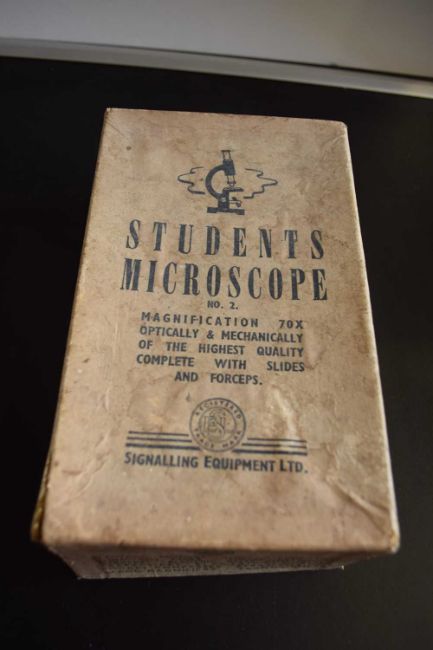 STUDENTS
MICROSCOPE
NO. 2.
MAGNIFICATION 70X
OPTICALLY & MECHANICALLY
OF THE HIGHEST QUALITY
COMPLETE WITH SLIDES
AND FORCEPS.
REGISTERED
TRADE MARK
SIGNALLING EQUIPMENT LTD.